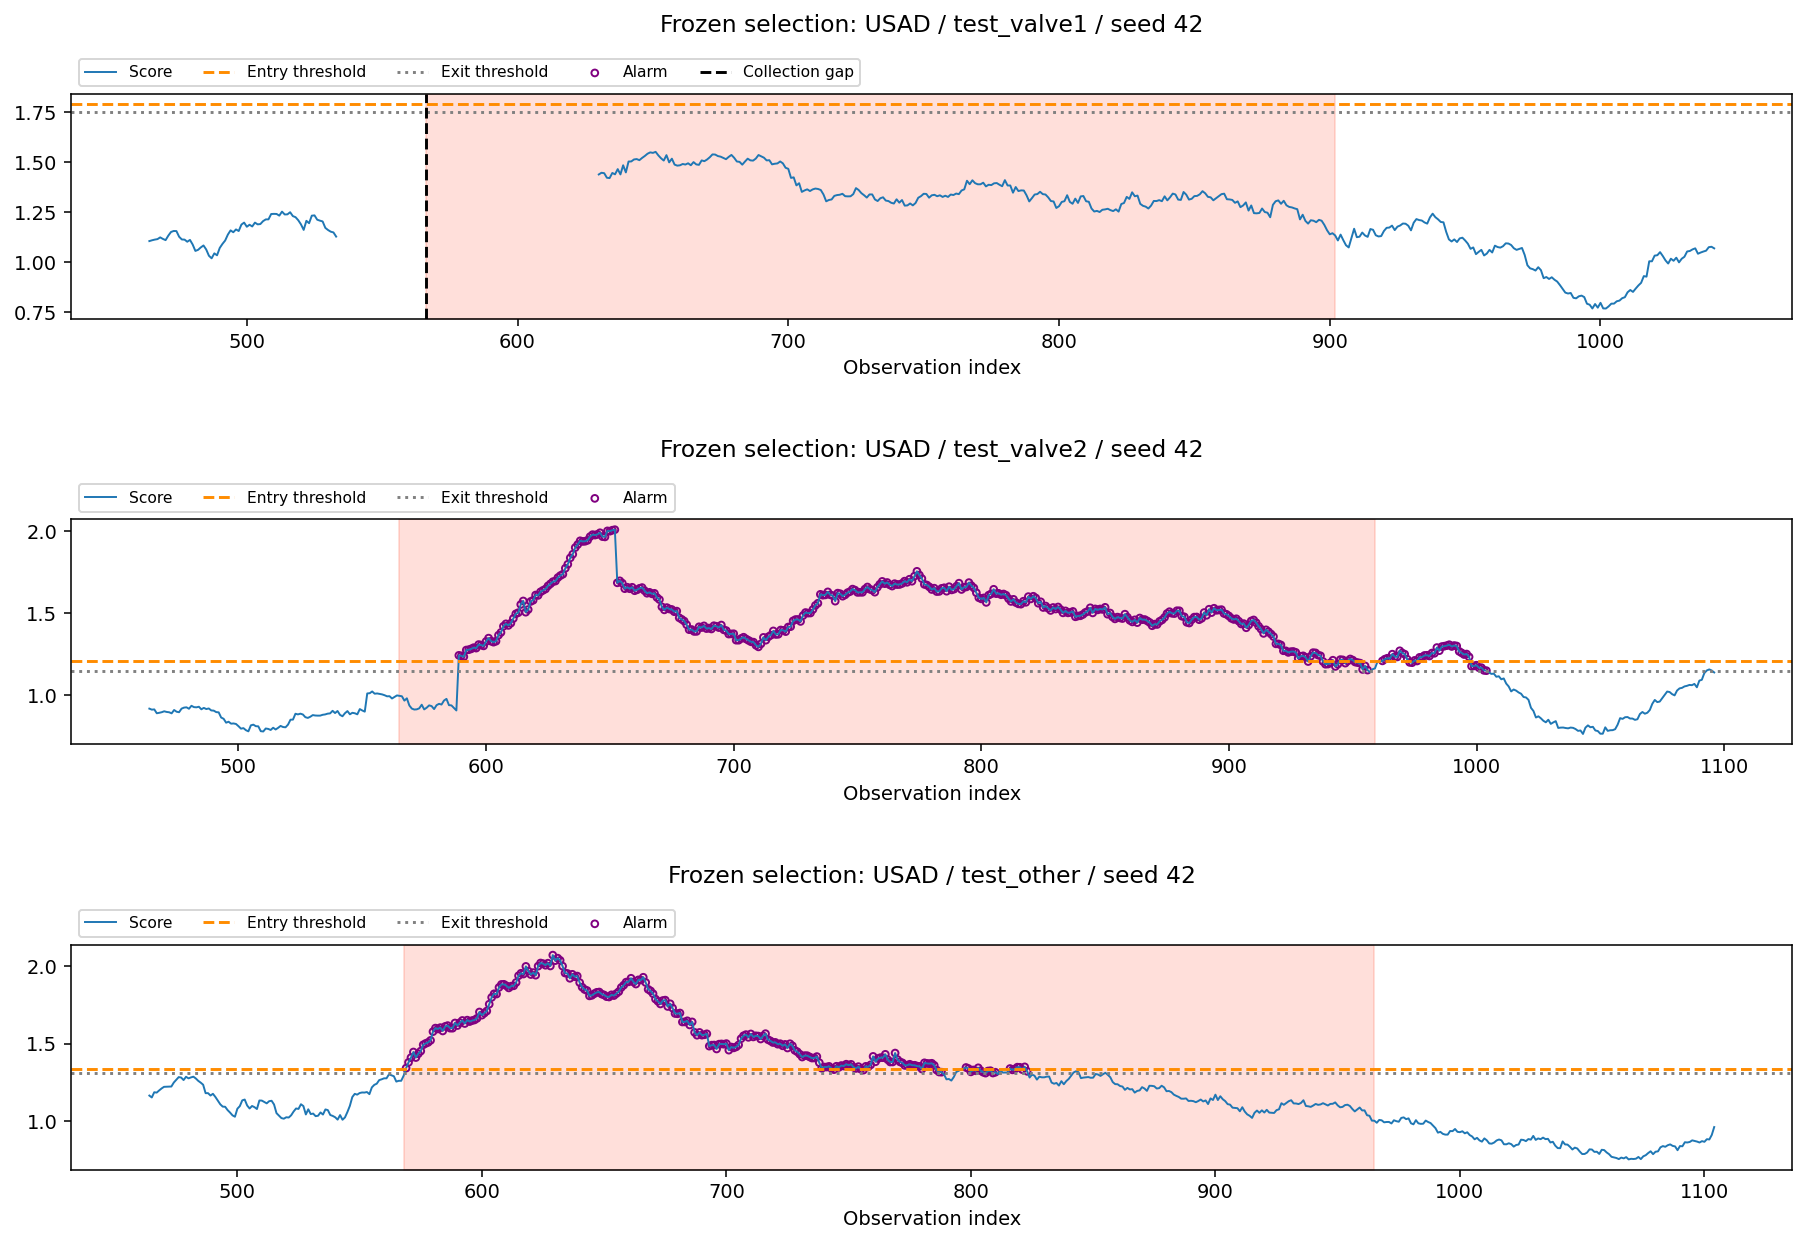 Frozen selection: USAD / test_valve1 / seed 42
Score Entry threshold Exit threshold Alarm Collection gap
1.75
1.50
1.25
1.00
0.75
500 600 700 800 900 1000
Observation index
Frozen selection: USAD / test_valve2 / seed 42
Score Entry threshold Exit threshold Alarm
2.0
1.5
1.0
500 600 700 800 900 1000 1100
Observation index
Frozen selection: USAD / test_other / seed 42
Score Entry threshold Exit threshold Alarm
2.0
1.5
1.0
500 600 700 800 900 1000 1100
Observation index